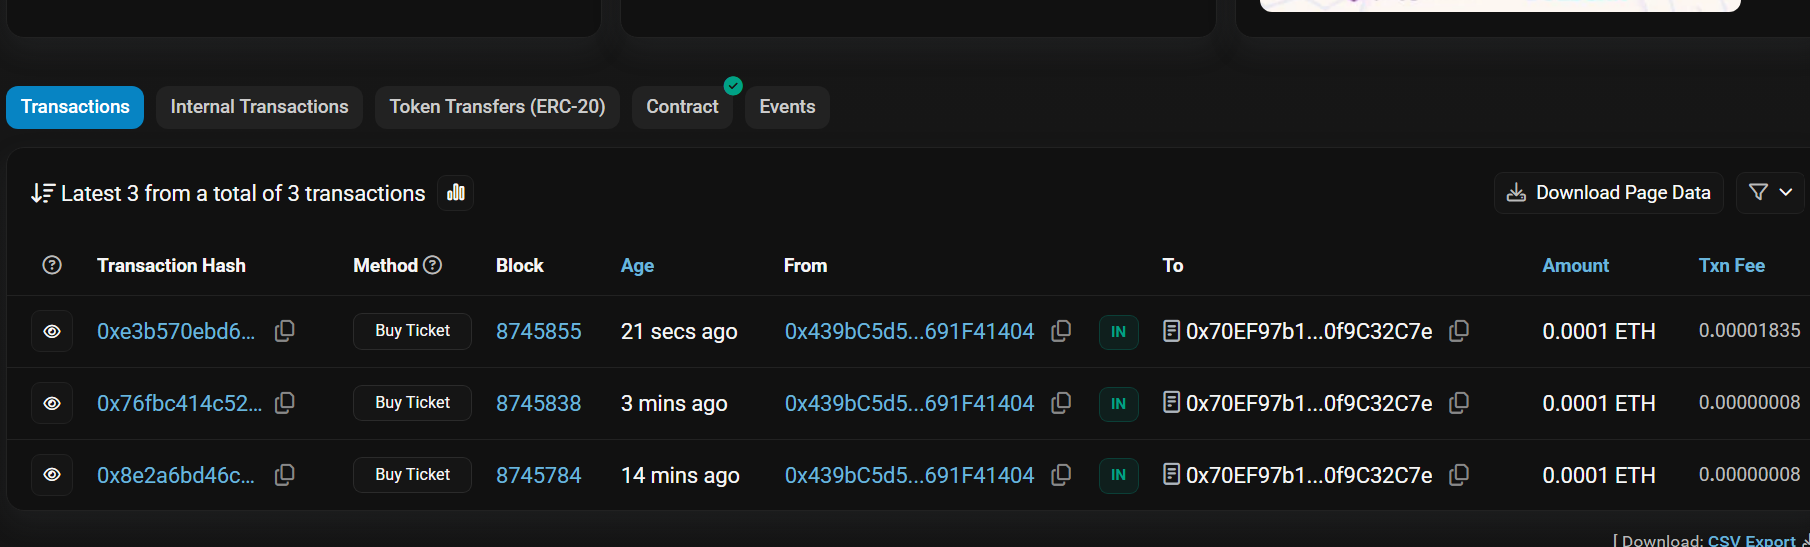 Transactions Internal Transactions Token Transfers (ERC-20) Contract Events
Latest 3 from a total of 3 transactions Download Page Data
Transaction Hash Method Block Age From To Amount Txn Fee
0xe3b570ebd6... Buy Ticket 8745855 21 secs ago 0x439bC5d5...691F41404 IN 0x70EF97b1...0f9C32C7e 0.0001 ETH 0.00001835
0x76fbc414c52... Buy Ticket 8745838 3 mins ago 0x439bC5d5...691F41404 IN 0x70EF97b1...0f9C32C7e 0.0001 ETH 0.00000008
0x8e2a6bd46c... Buy Ticket 8745784 14 mins ago 0x439bC5d5...691F41404 IN 0x70EF97b1...0f9C32C7e 0.0001 ETH 0.00000008
[ Download: CSV Export